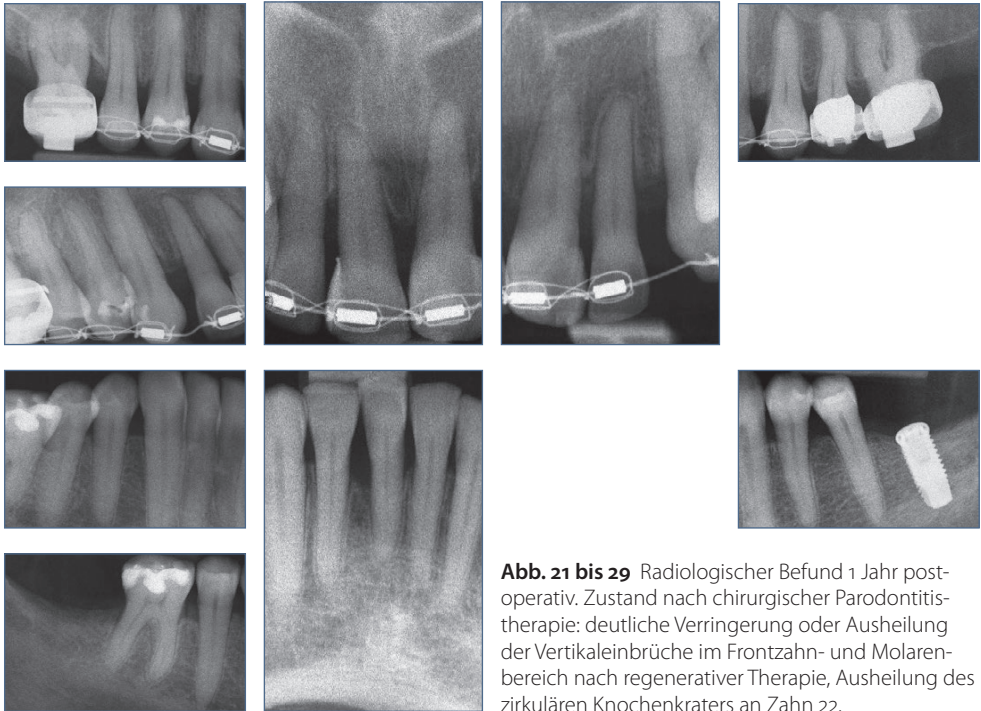 Abb. 21 bis 29 Radiologischer Befund 1 Jahr post-
operativ. Zustand nach chirurgischer Parodontitis-
therapie: deutliche Verringerung oder Ausheilung
der Vertikaleinbrüche im Frontzahn- und Molaren-
bereich nach regenerativer Therapie, Ausheilung des
zirkulären Knochenkraters an Zahn 22.